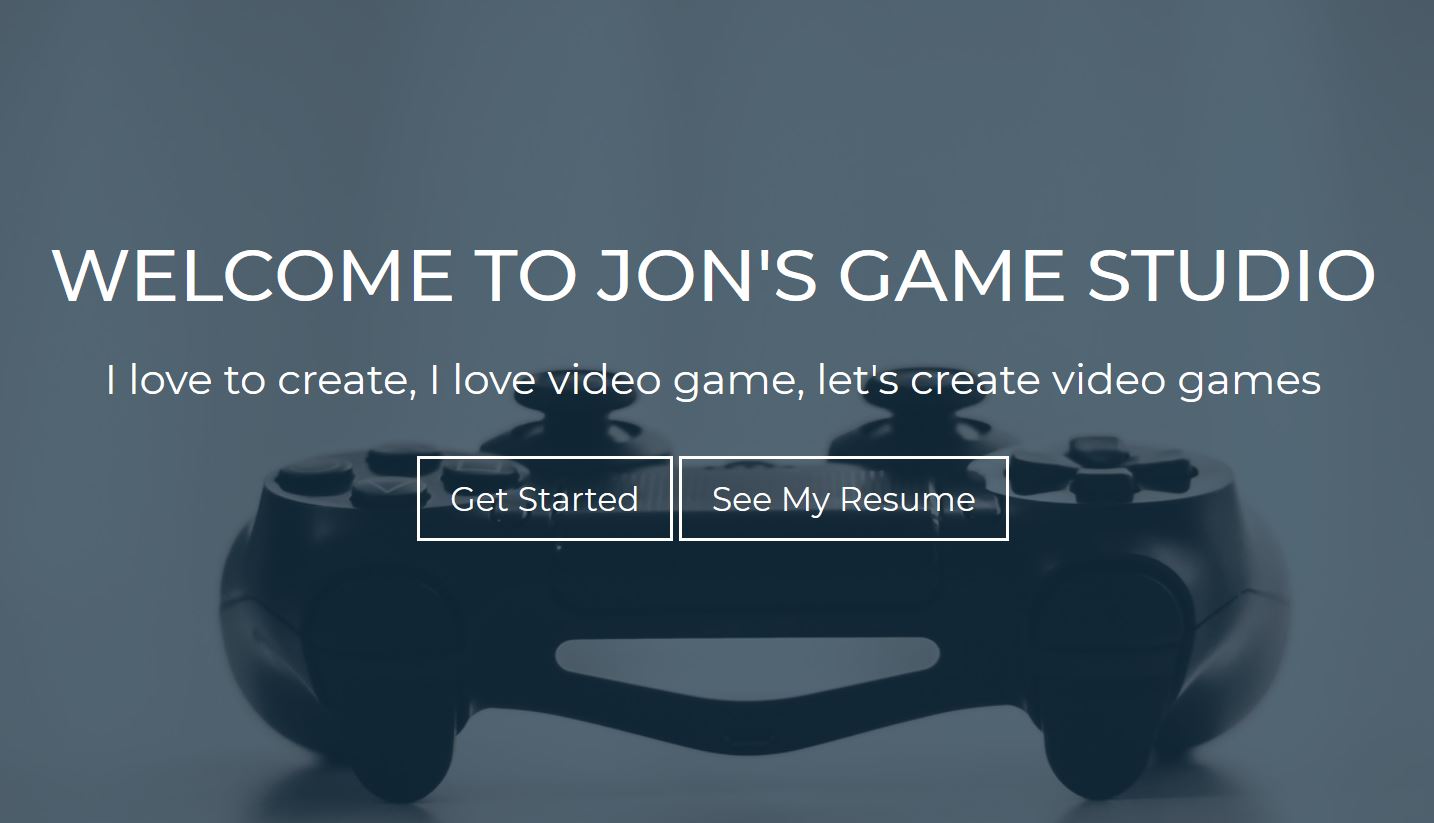 WELCOME TO JON'S GAME STUDIO
I love to create, I love video game, let's create video games
Get Started
See My Resume